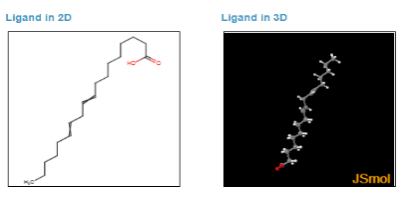 Ligand in 2D
Ligand in 3D
HO
O
H₃C
JSmol